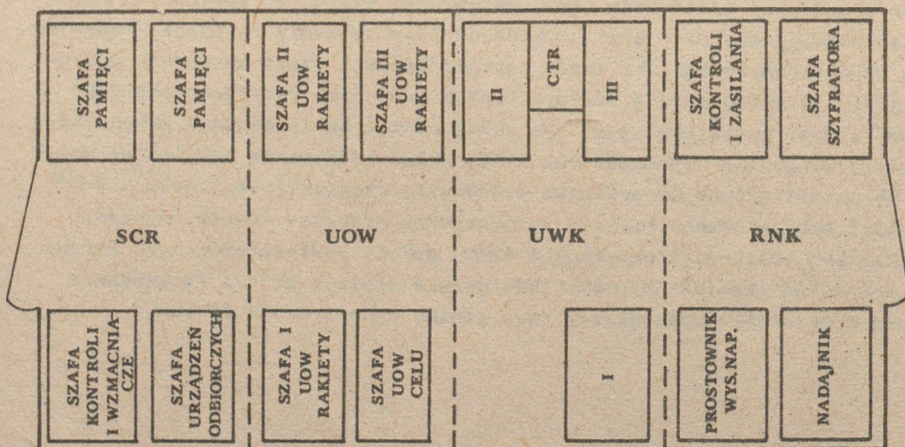 SZAFA
PAMIĘCI
SZAFA
PAMIĘCI
SZAFA II
UOW
RAKIETY
SZAFA III
UOW
RAKIETY
II
CTR
III
SZAFA
KONTROLI
I ZASILANIA
SZAFA
SZYFRATORA
SCR
UOW
UWK
RNK
SZAFA
KONTROLI
I WZMACNIA
CZE
SZAFA
URZĄDZEŃ
ODBIORCZYCH
SZAFA I
UOW
RAKIETY
SZAFA
UOW
CELU
I
PROSTOWNIK
WYS.NAP.
NADAJNIK